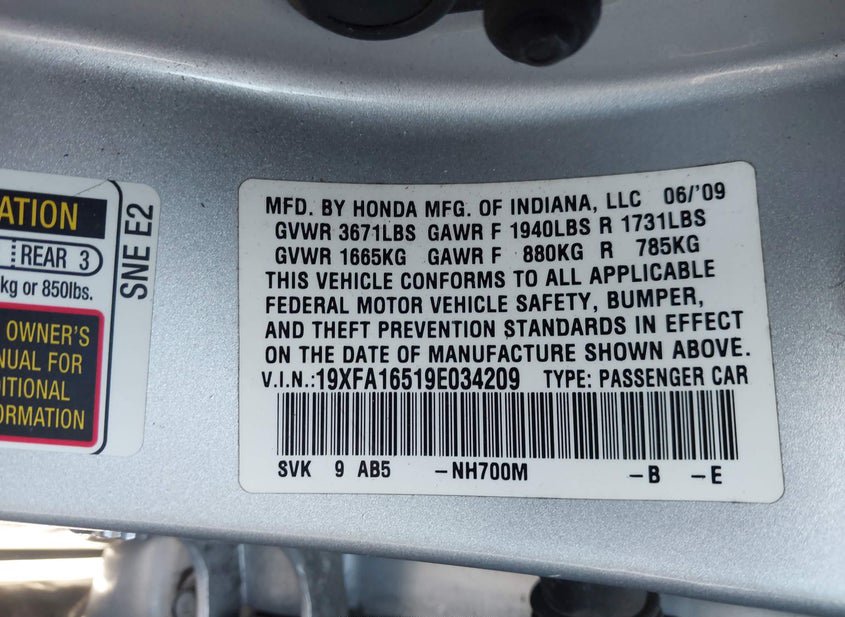 ATION
REAR 3
kg or 850lbs.
OWNER'S
NUAL FOR
DITIONAL
FORMATION
SNE E2
MFD. BY HONDA MFG. OF INDIANA, LLC 06/'09
GVWR 3671LBS GAWR F 1940LBS R 1731LBS
GVWR 1665KG GAWR F 880KG R 785KG
THIS VEHICLE CONFORMS TO ALL APPLICABLE
FEDERAL MOTOR VEHICLE SAFETY, BUMPER,
AND THEFT PREVENTION STANDARDS IN EFFECT
ON THE DATE OF MANUFACTURE SHOWN ABOVE.
V.I.N.:19XFA16519E034209 TYPE: PASSENGER CAR
SVK 9 AB5 -NH700M -B -E